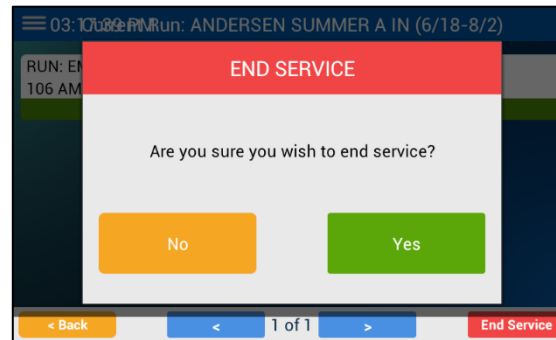 Current Run: ANDERSEN SUMMER A IN (6/18-8/2)
RUN:
106 AM
END SERVICE
Are you sure you wish to end service?
No
Yes
< Back
<
1 of 1
>
End Service